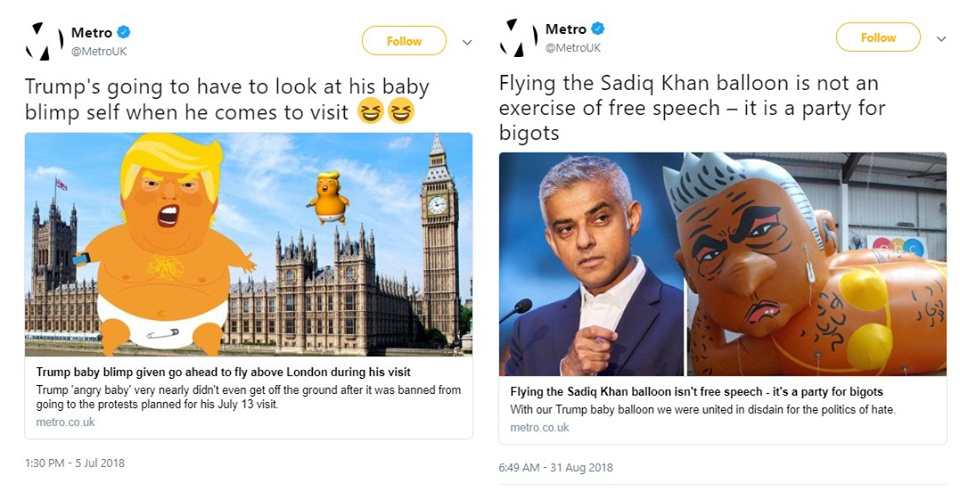 Metro
@MetroUK
Follow
Trump's going to have to look at his baby
blimp self when he comes to visit 😆😆
Trump baby blimp given go ahead to fly above London during his visit
Trump 'angry baby' very nearly didn't even get off the ground after it was banned from
going to the protests planned for his July 13 visit.
metro.co.uk
1:30 PM - 5 Jul 2018
Metro
@MetroUK
Follow
Flying the Sadiq Khan balloon is not an
exercise of free speech – it is a party for
bigots
Flying the Sadiq Khan balloon isn't free speech - it's a party for bigots
With our Trump baby balloon we were united in disdain for the politics of hate.
metro.co.uk
6:49 AM - 31 Aug 2018